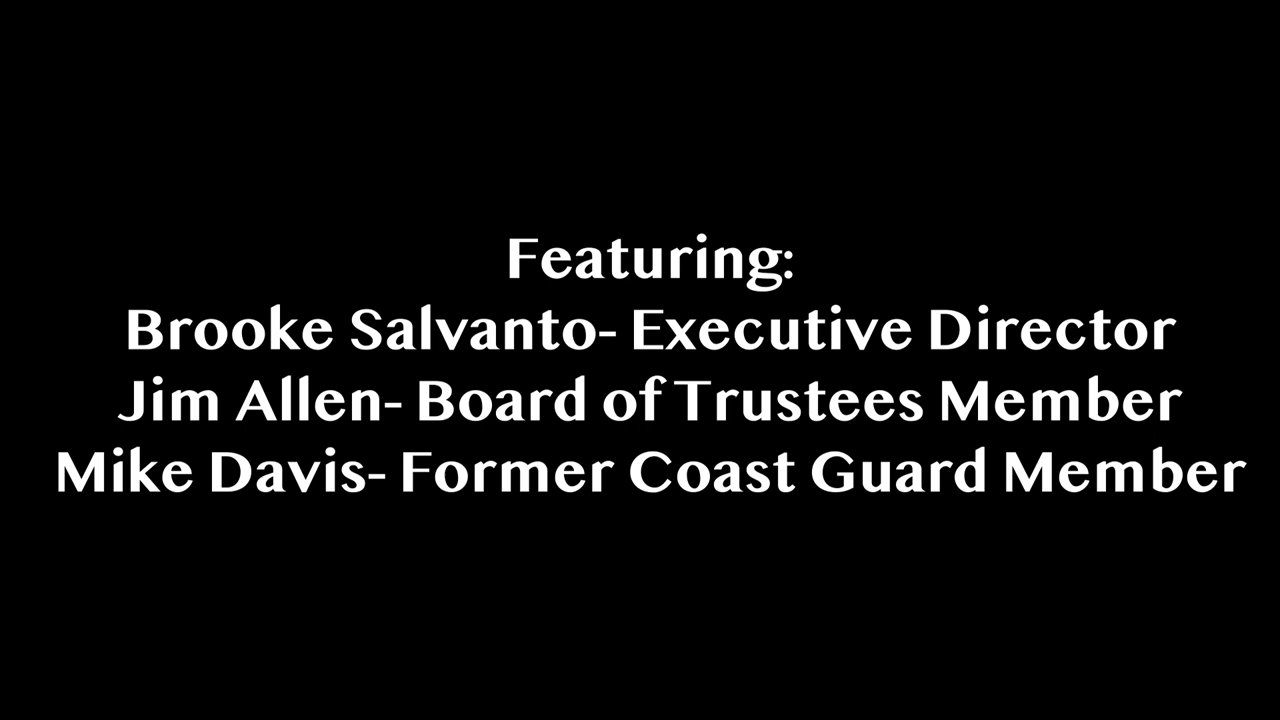 Featuring:
Brooke Salvanto- Executive Director
Jim Allen- Board of Trustees Member
Mike Davis- Former Coast Guard Member